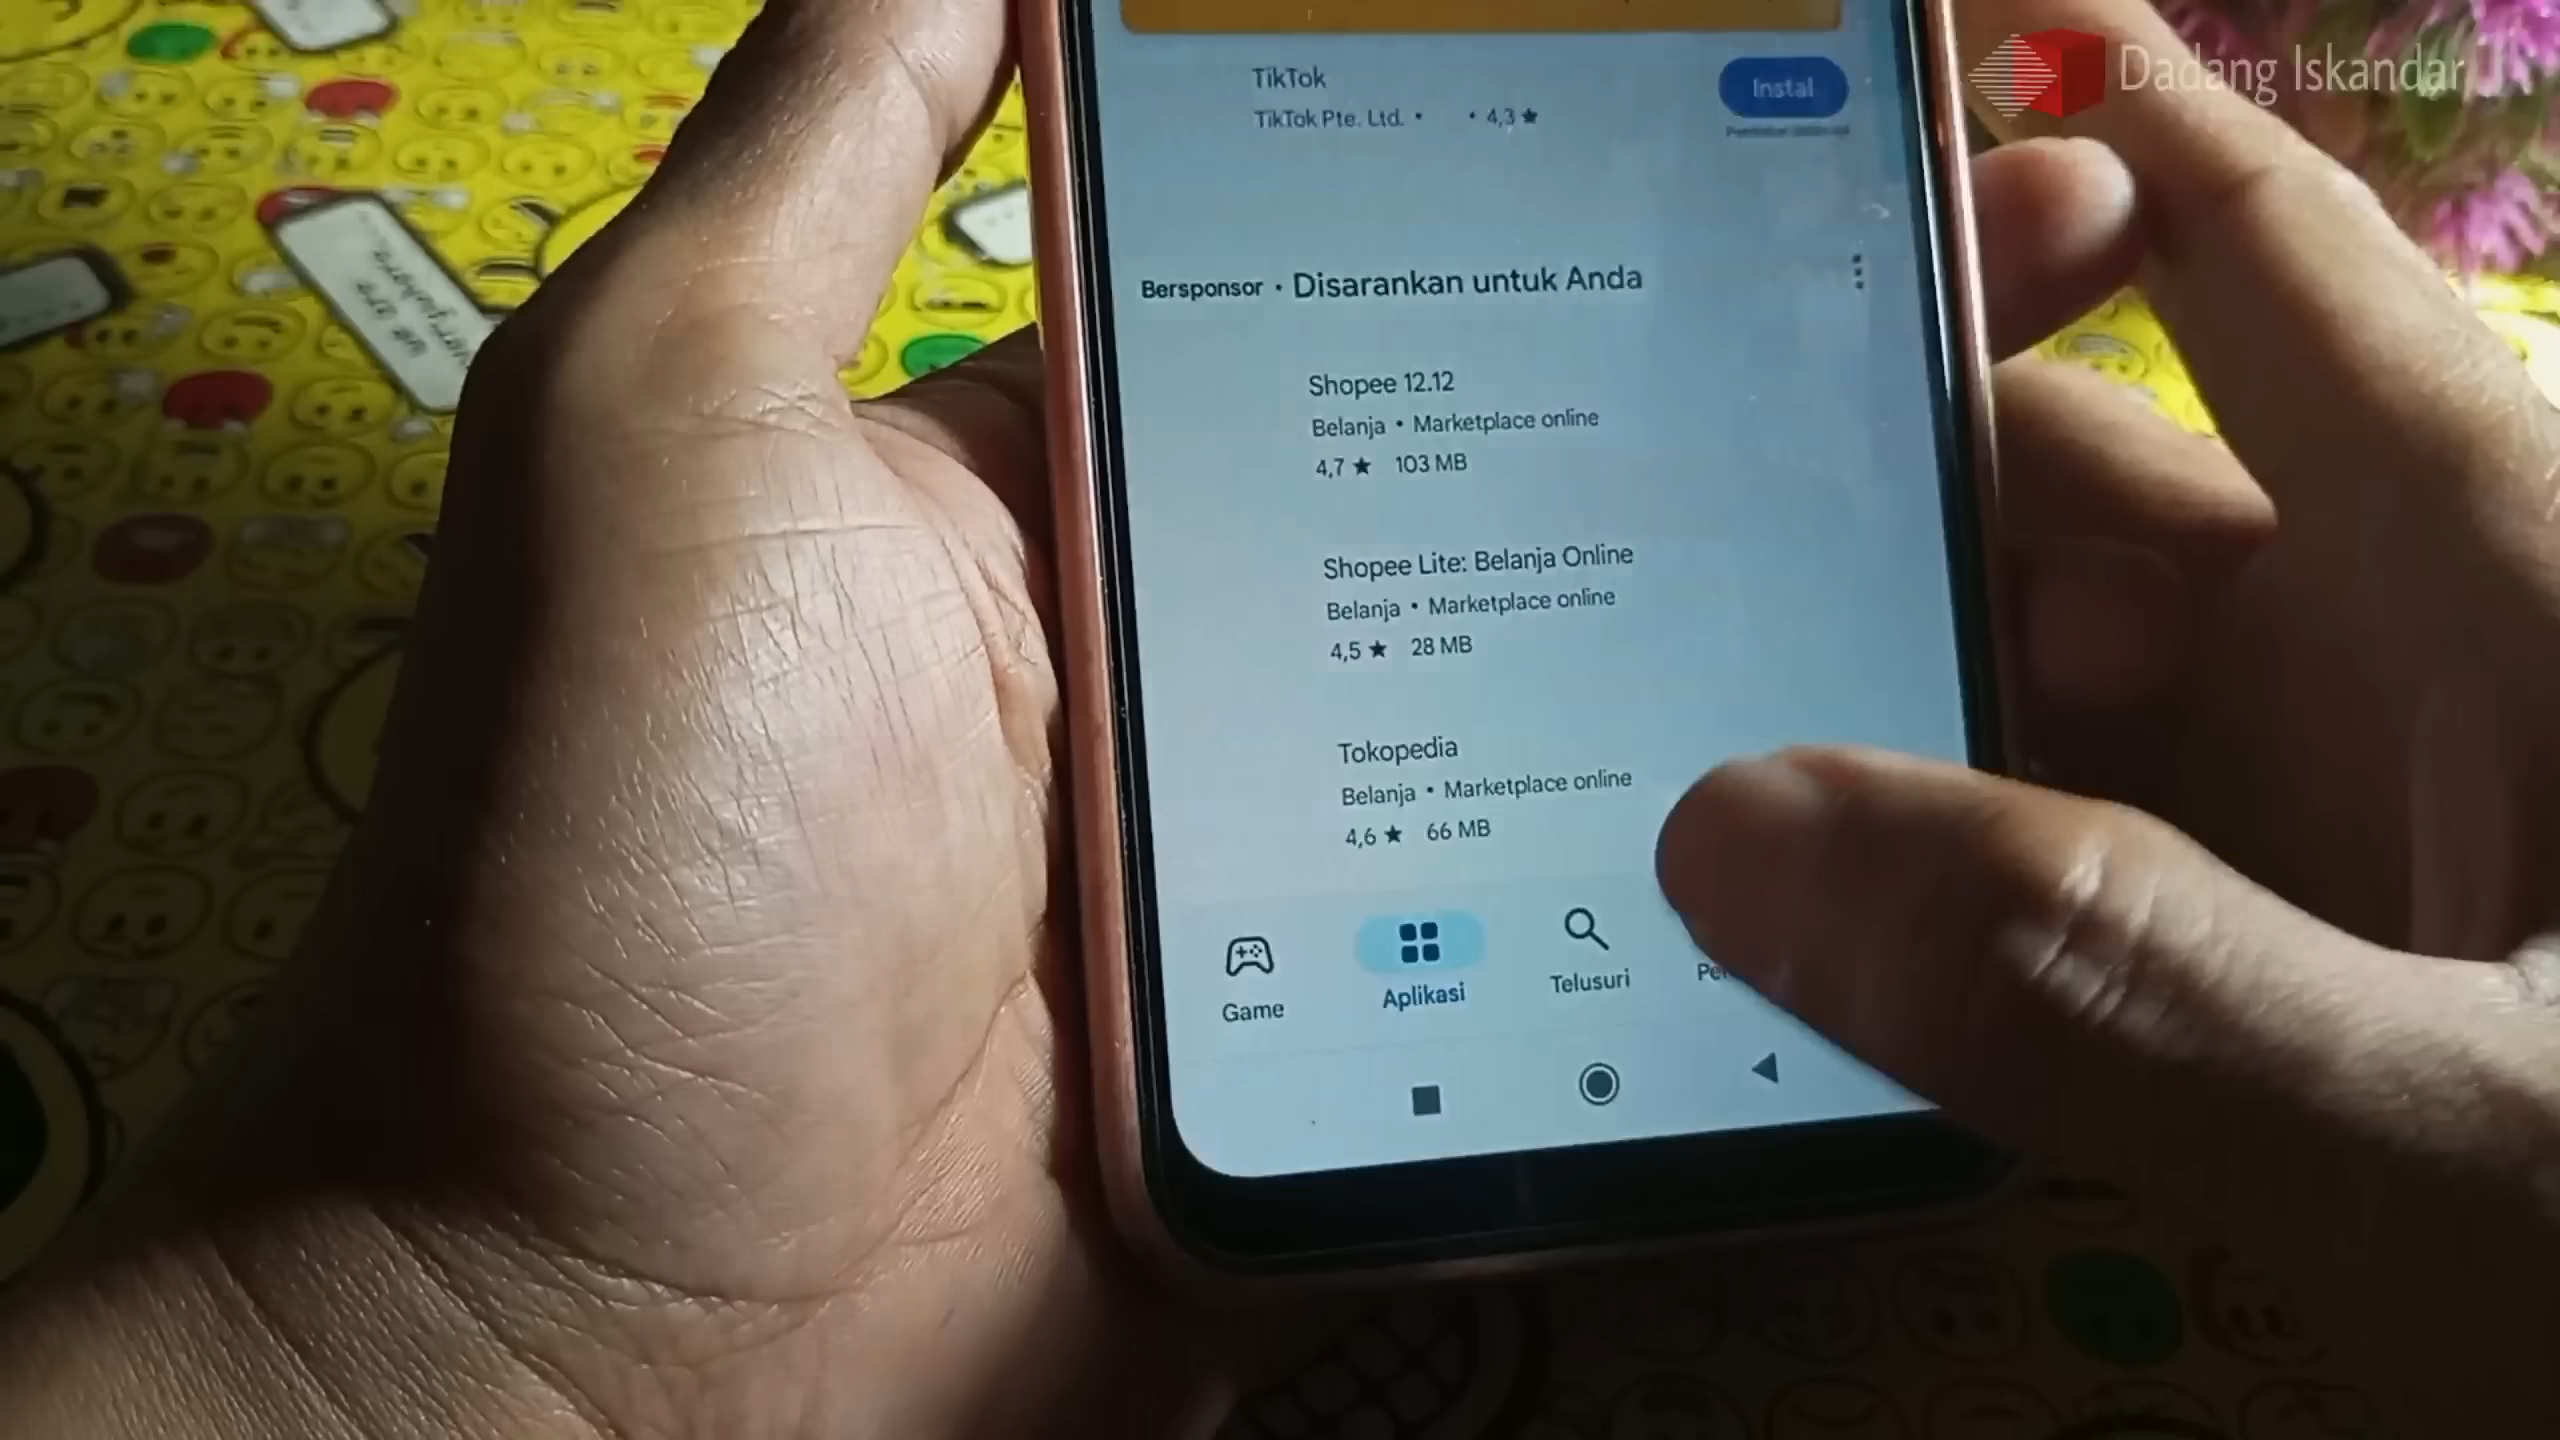 Dadang Iskandar
TikTok
TikTok Pte. Ltd. • • 4,3 ★
Instal
Bersponsor • Disarankan untuk Anda
Shopee 12.12
Belanja • Marketplace online
4,7 ★ 103 MB
Shopee Lite: Belanja Online
Belanja • Marketplace online
4,5 ★ 28 MB
Tokopedia
Belanja • Marketplace online
4,6 ★ 66 MB
Game
Aplikasi
Telusuri